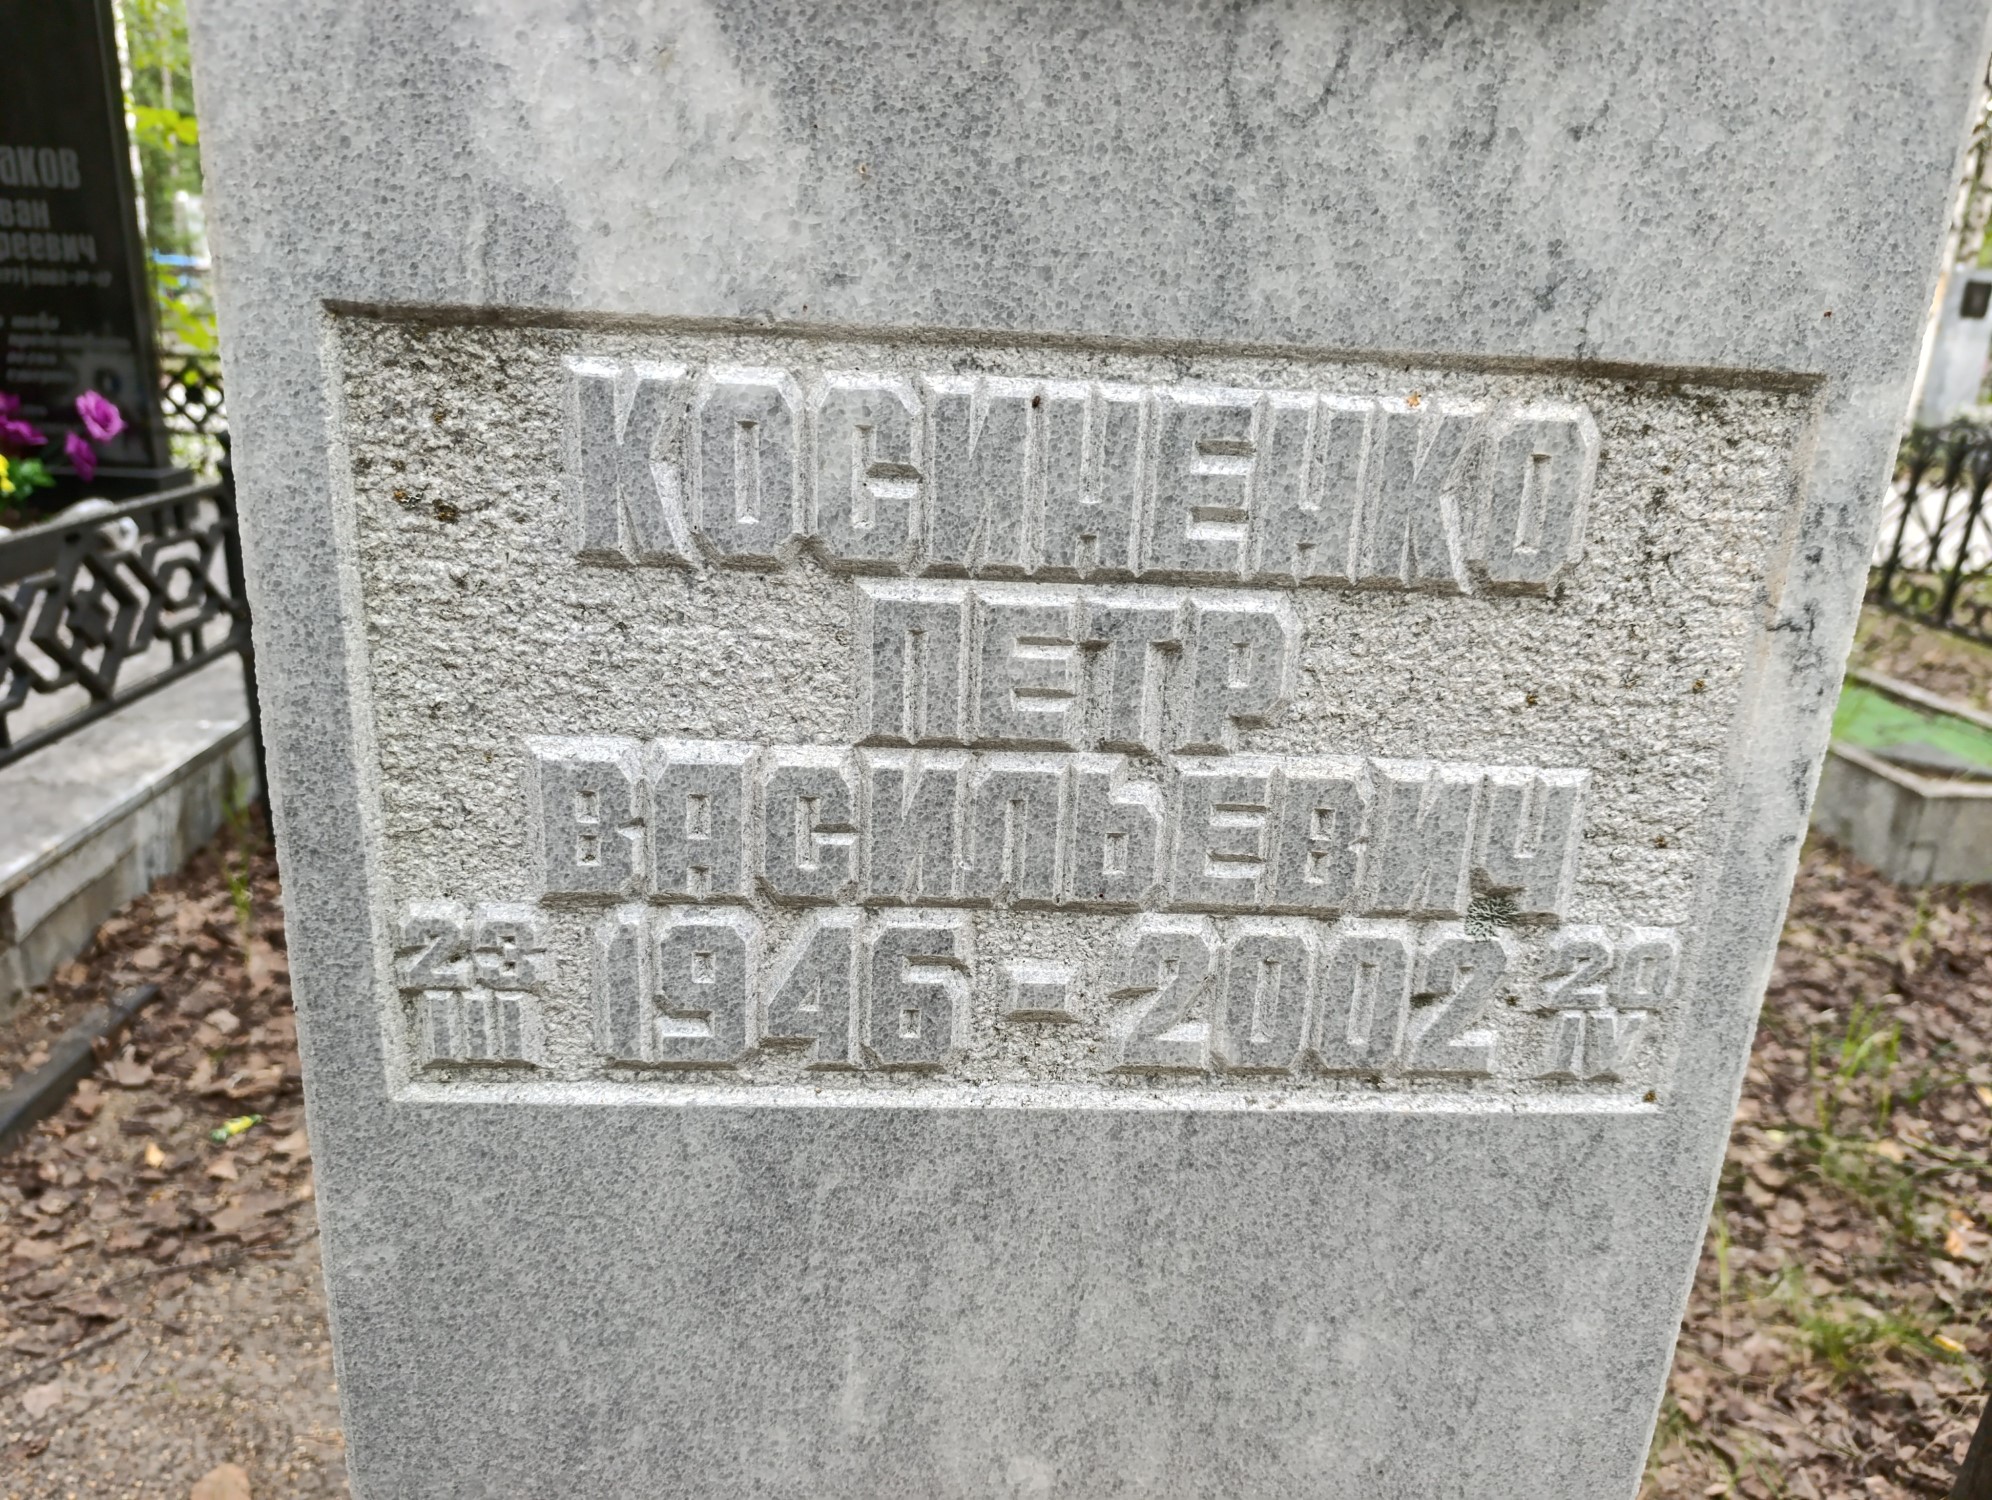 КОСИНЕНКО
ПЕТР
ВАСИЛЬЕВИЧ
23 III 1946 - 2002 20 IV